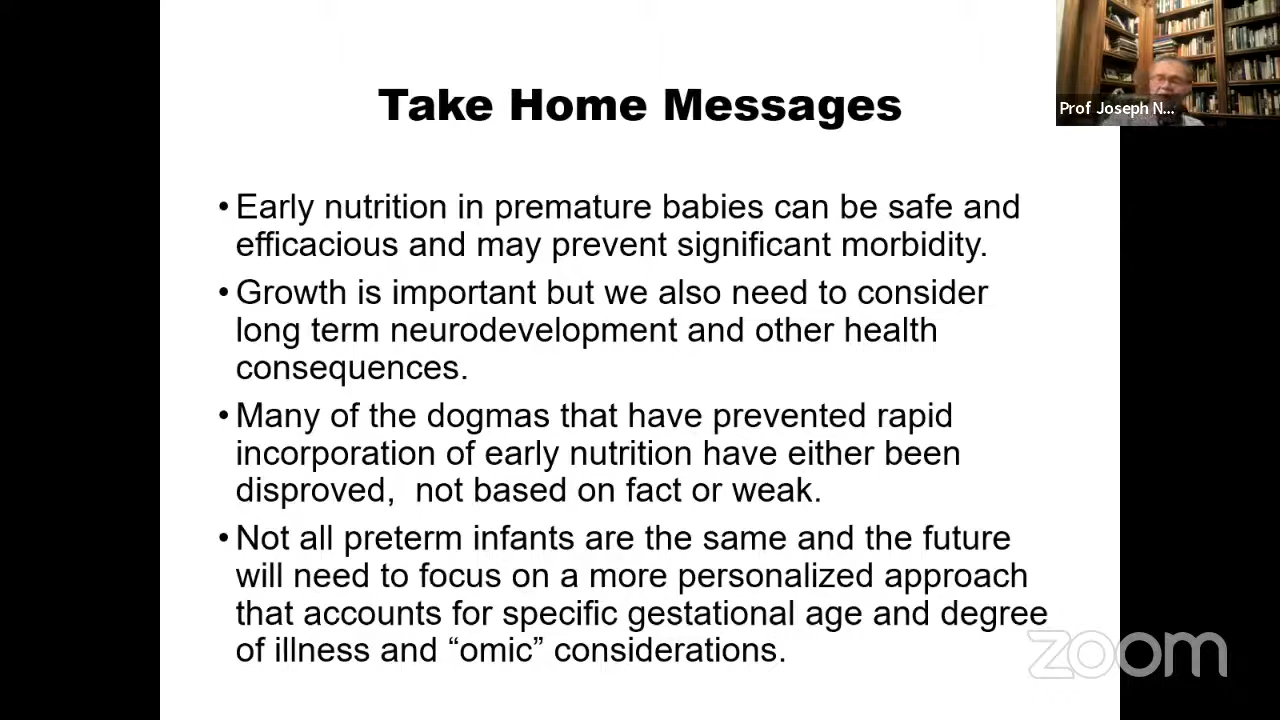 Take Home Messages
Prof Joseph N...
•Early nutrition in premature babies can be safe and
efficacious and may prevent significant morbidity.
•Growth is important but we also need to consider
long term neurodevelopment and other health
consequences.
•Many of the dogmas that have prevented rapid
incorporation of early nutrition have either been
disproved,  not based on fact or weak.
•Not all preterm infants are the same and the future
will need to focus on a more personalized approach
that accounts for specific gestational age and degree
of illness and “omic” considerations.
zoom